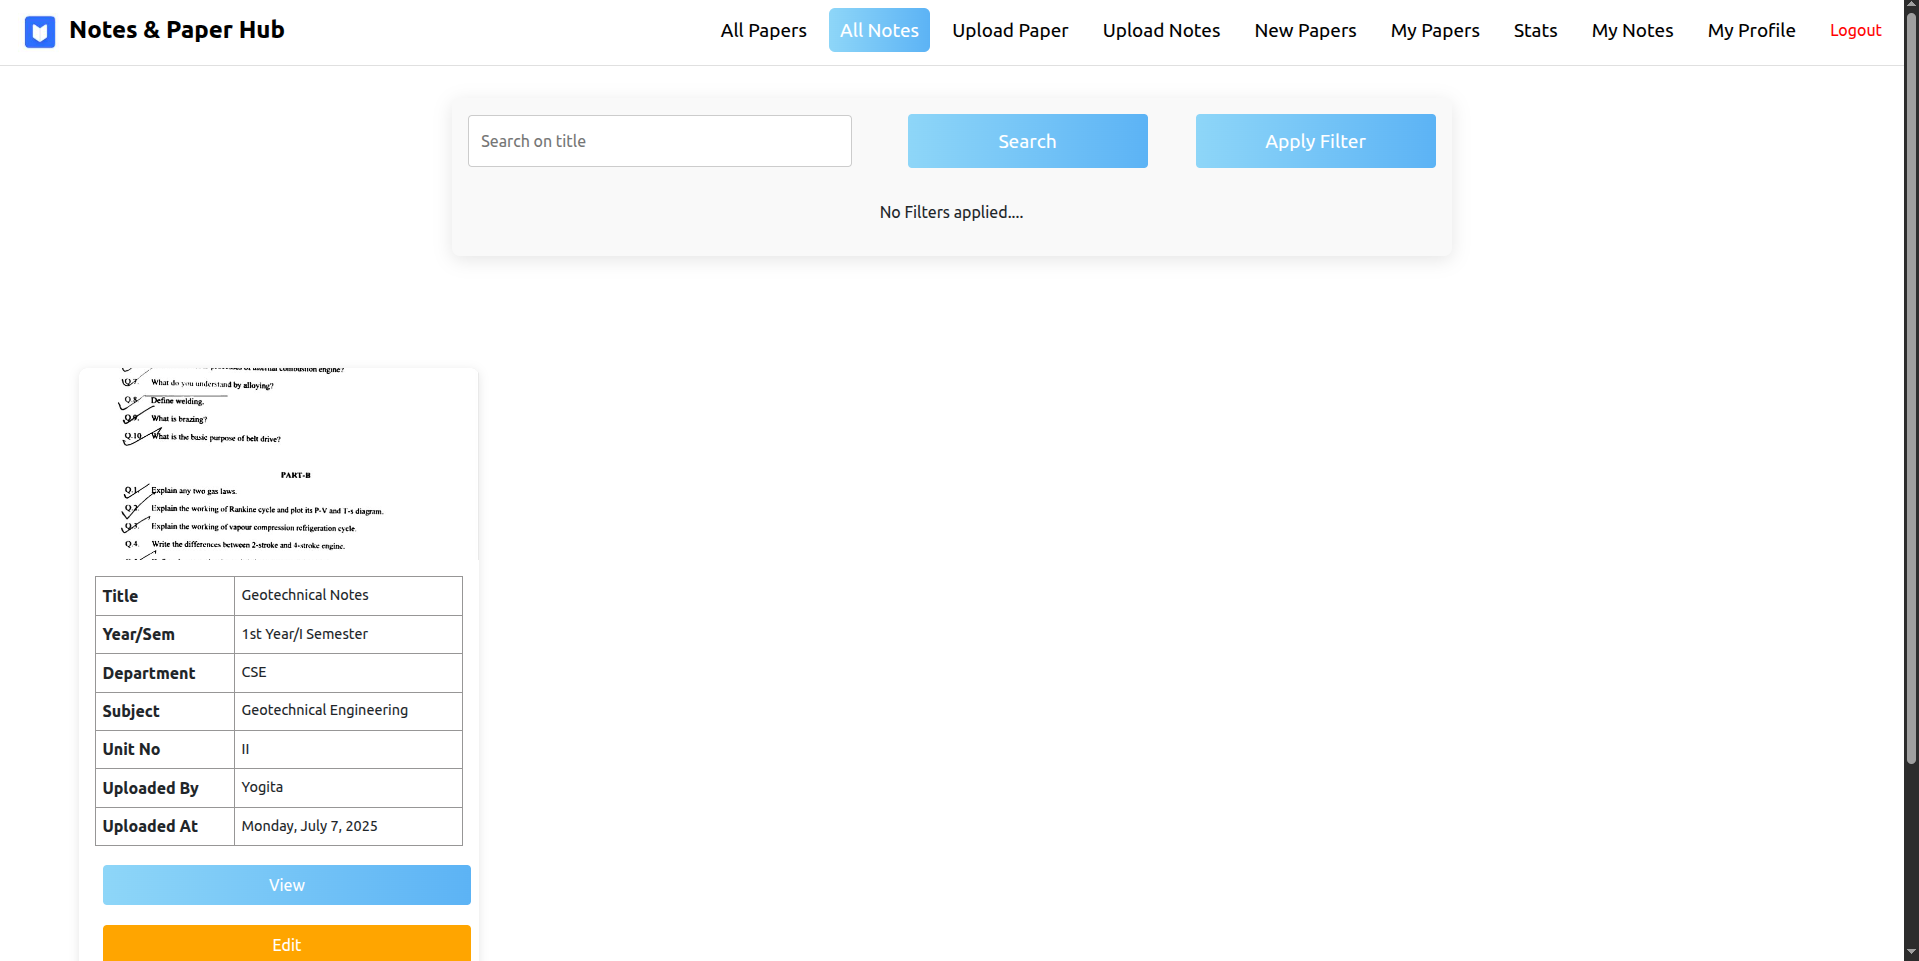 Notes & Paper Hub
All Papers All Notes Upload Paper Upload Notes New Papers My Papers Stats My Notes My Profile Logout
Search on title Search Apply Filter
No Filters applied....
internal combustion engine?
Q.7. What do you understand by alloying?
Q.8. Define welding.
Q.9. What is brazing?
Q.10. What is the basic purpose of belt drive?
PART-B
Q.1. Explain any two gas laws.
Q.2. Explain the working of Rankine cycle and plot its P-V and T-s diagram.
Q.3. Explain the working of vapour compression refrigeration cycle.
Q.4. Write the differences between 2-stroke and 4-stroke engine.
Title Geotechnical Notes
Year/Sem 1st Year/I Semester
Department CSE
Subject Geotechnical Engineering
Unit No II
Uploaded By Yogita
Uploaded At Monday, July 7, 2025
View
Edit